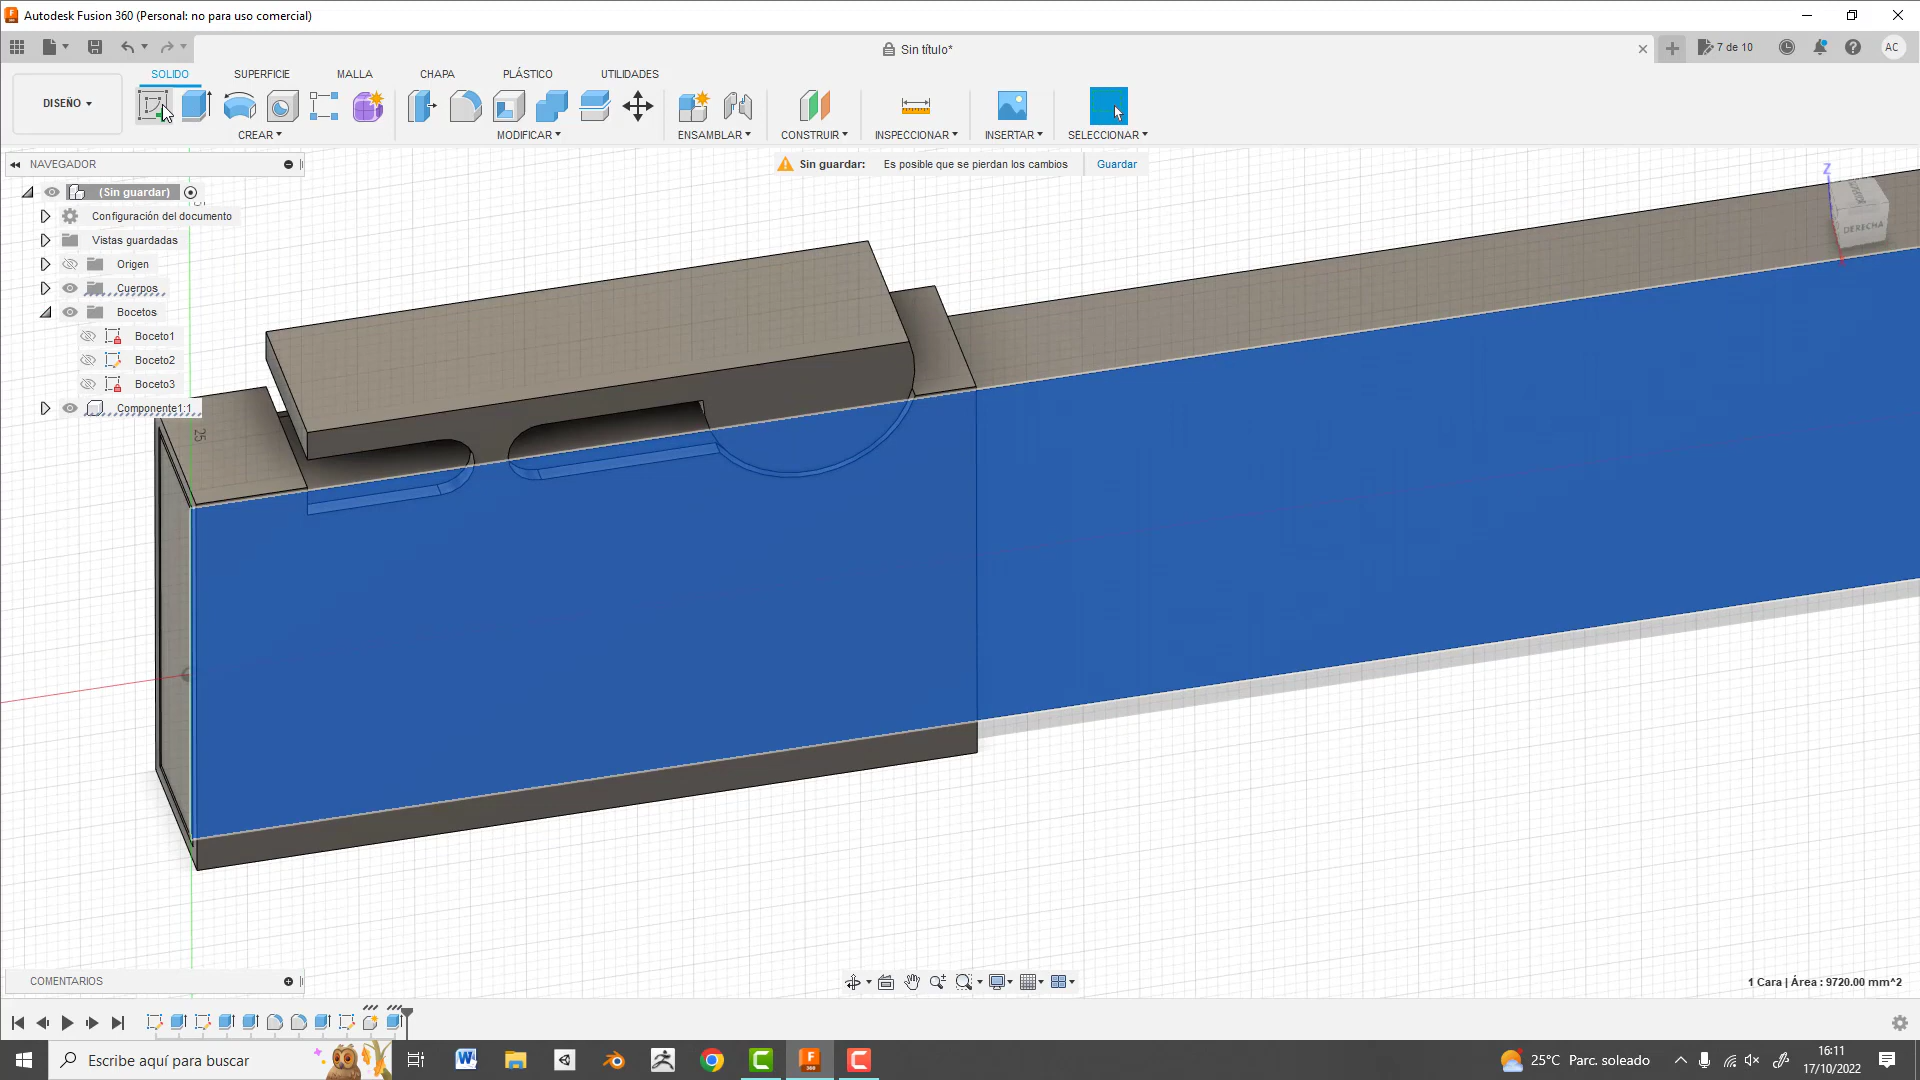 Autodesk Fusion 360 (Personal: no para uso comercial)
Sin título*
7 de 10
AC
DISEÑO
SOLIDO
SUPERFICIE
MALLA
CHAPA
PLÁSTICO
UTILIDADES
CREAR
MODIFICAR
ENSAMBLAR
CONSTRUIR
INSPECCIONAR
INSERTAR
SELECCIONAR
NAVEGADOR
Sin guardar: Es posible que se pierdan los cambios Guardar
(Sin guardar)
Configuración del documento
Vistas guardadas
Origen
Cuerpos
Bocetos
Boceto1
Boceto2
Boceto3
Componente1:1
25
Z
DERECHA
COMENTARIOS
1 Cara | Área : 9720.00 mm^2
Escribe aquí para buscar
25°C Parc. soleado
16:11
17/10/2022